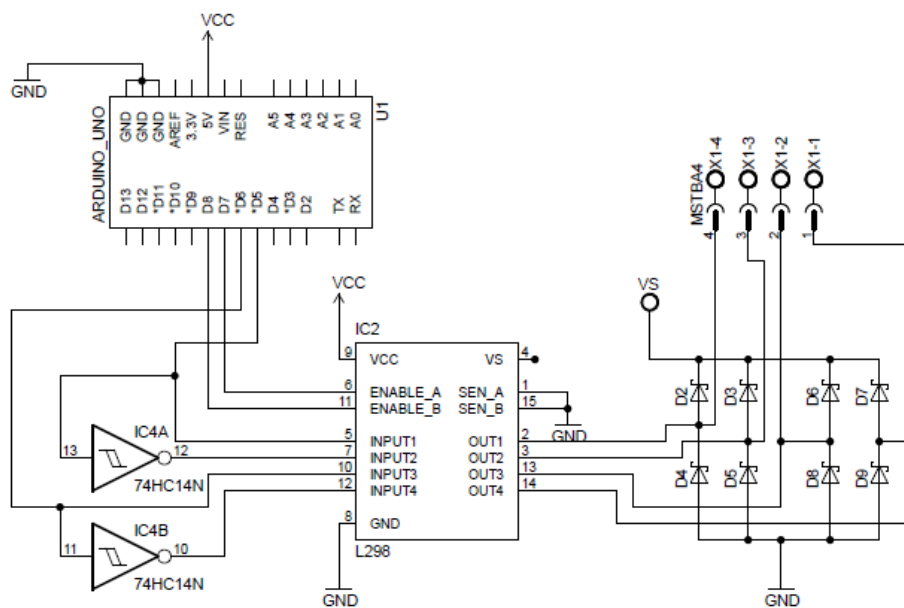 VCC
GND
GND
GND
GND
AREF
3.3V
5V
VIN
RES
A5
A4
A3
A2
A1
A0
U1
ARDUINO_UNO
D13
D12
*D11
*D10
*D9
D8
D7
*D6
*D5
D4
*D3
D2
TX
RX
MSTBA4
X1-4
X1-3
X1-2
X1-1
4
3
2
1
VCC
VS
IC2
9 VCC VS 4
6 ENABLE_A SEN_A 1
11 ENABLE_B SEN_B 15
GND
5 INPUT1 OUT1 2
7 INPUT2 OUT2 3
10 INPUT3 OUT3 13
12 INPUT4 OUT4 14
8 GND
L298
GND
IC4A
13 12
74HC14N
IC4B
11 10
74HC14N
D2
D3
D6
D7
D4
D5
D8
D9
GND